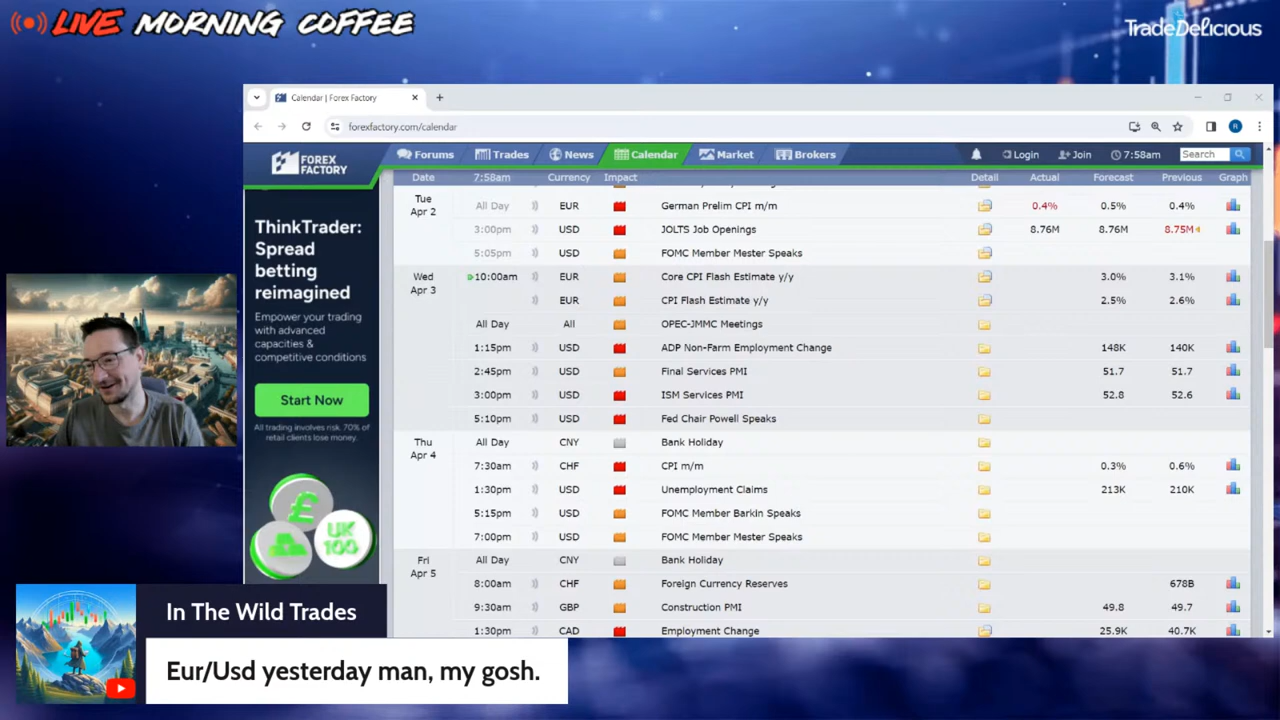 LIVE MORNING COFFEE
TradeDelicious
Calendar | Forex Factory
forexfactory.com/calendar
FOREX FACTORY
Forums Trades News Calendar Market Brokers Login Join 7:58am Search
Date 7:58am Currency Impact Detail Actual Forecast Previous Graph
Tue Apr 2 All Day EUR German Prelim CPI m/m 0.4% 0.5% 0.4%
3:00pm USD JOLTS Job Openings 8.76M 8.76M 8.75M
5:05pm USD FOMC Member Mester Speaks
Wed Apr 3 10:00am EUR Core CPI Flash Estimate y/y 3.0% 3.1%
EUR CPI Flash Estimate y/y 2.5% 2.6%
All Day All OPEC-JMMC Meetings
1:15pm USD ADP Non-Farm Employment Change 148K 140K
2:45pm USD Final Services PMI 51.7 51.7
3:00pm USD ISM Services PMI 52.8 52.6
5:10pm USD Fed Chair Powell Speaks
Thu Apr 4 All Day CNY Bank Holiday
7:30am CHF CPI m/m 0.3% 0.6%
1:30pm USD Unemployment Claims 213K 210K
5:15pm USD FOMC Member Barkin Speaks
7:00pm USD FOMC Member Mester Speaks
Fri Apr 5 All Day CNY Bank Holiday
8:00am CHF Foreign Currency Reserves 678B
9:30am GBP Construction PMI 49.8 49.7
1:30pm CAD Employment Change 25.9K 40.7K
ThinkTrader:
Spread
betting
reimagined
Empower your trading
with advanced
capacities &
competitive conditions
Start Now
All trading involves risk. 70% of
retail clients lose money.
£
UK
100
In The Wild Trades
Eur/Usd yesterday man, my gosh.